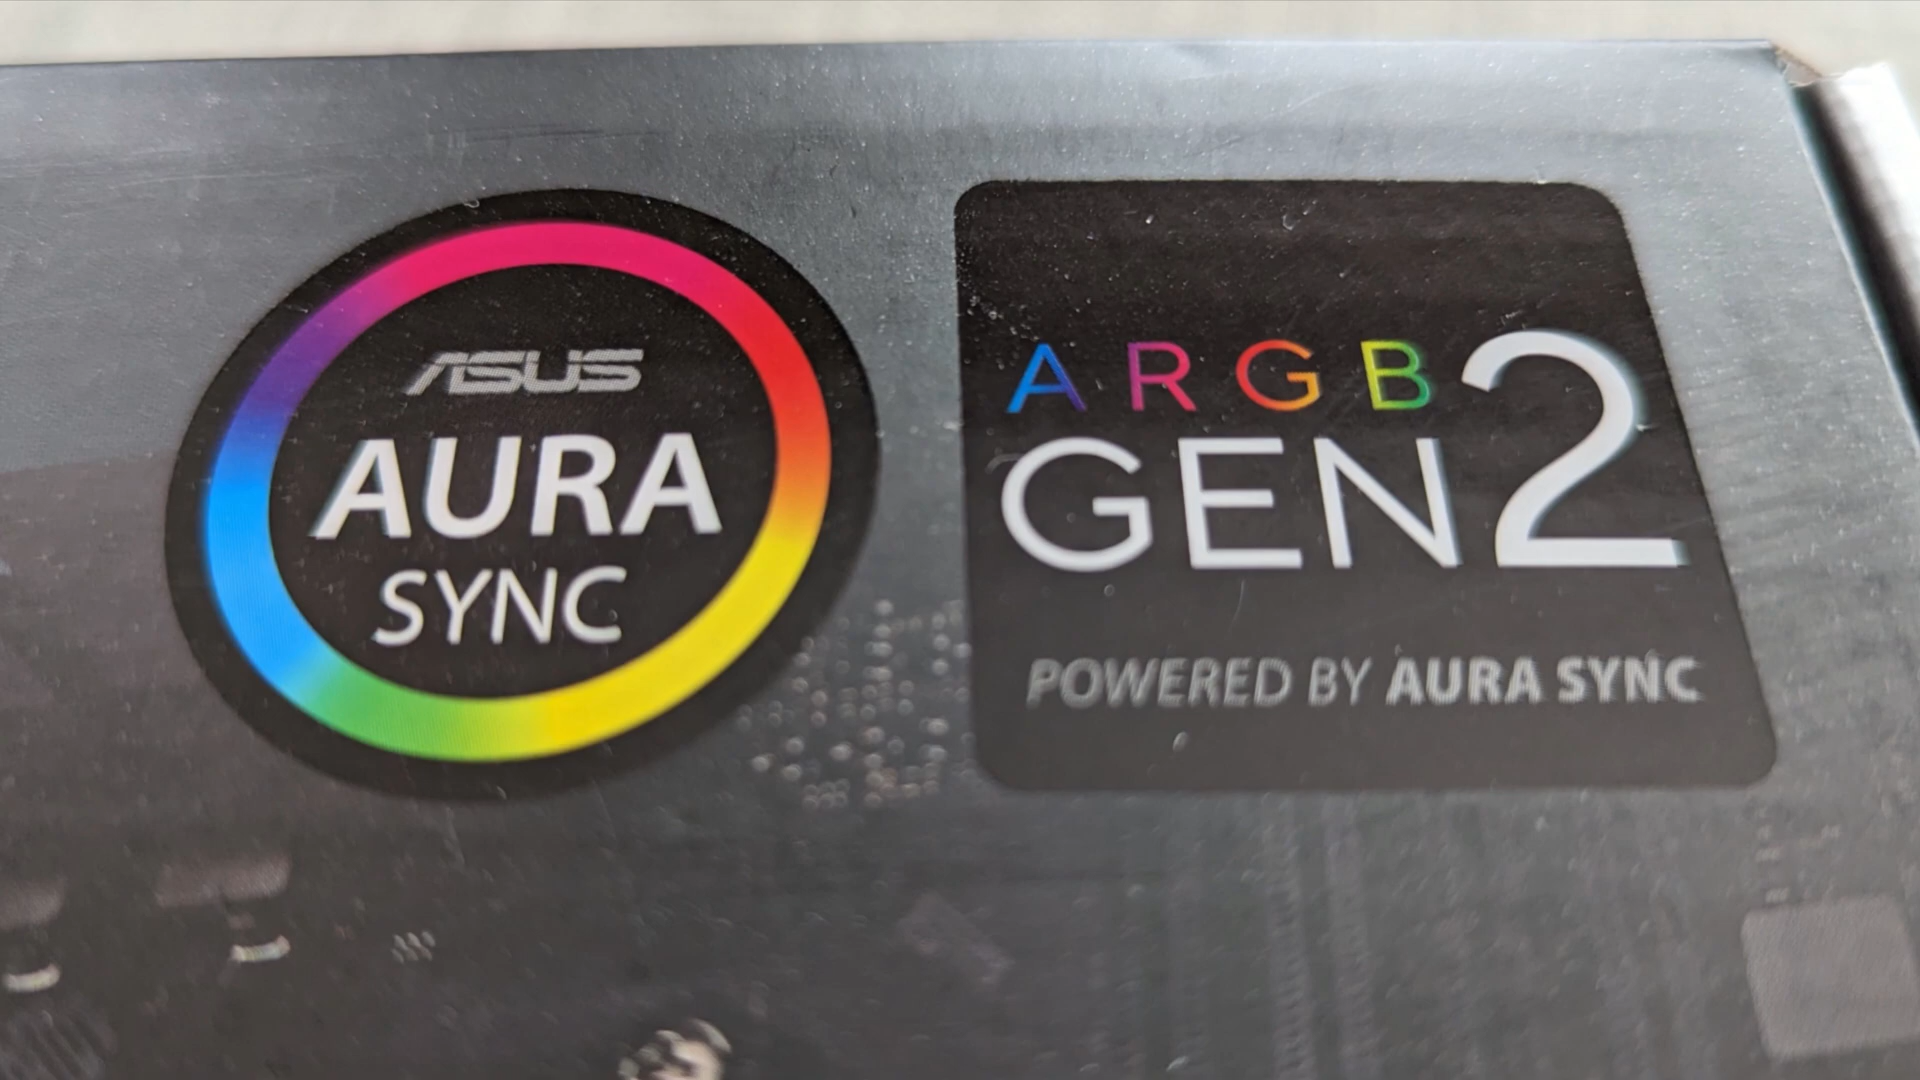 ASUS
AURA
SYNC
ARGB
GEN2
POWERED BY AURA SYNC